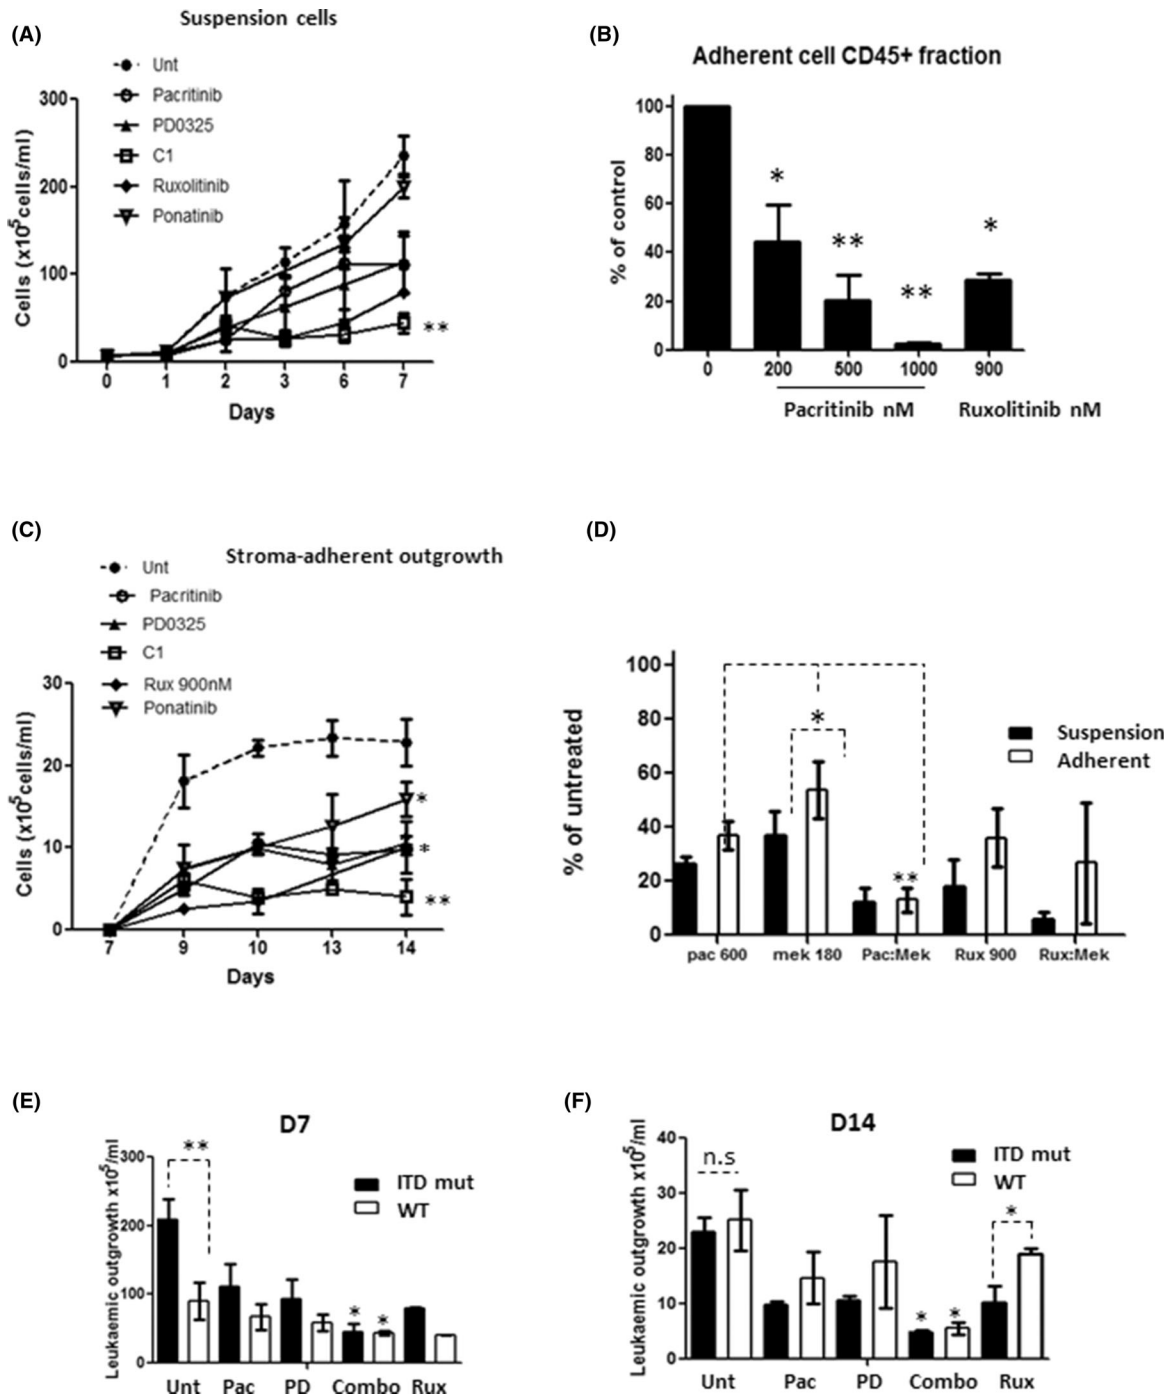 (A)
Suspension cells
Unt
Pacritinib
PD0325
C1
Ruxolitinib
Ponatinib
Cells (x10⁵cells/ml)
300
200
100
0
**
0 1 2 3 6 7
Days
(B)
Adherent cell CD45+ fraction
% of control
100
80
60
40
20
0
*
**
**
*
0 200 500 1000 900
Pacritinib nM Ruxolitinib nM
(C)
Stroma-adherent outgrowth
Unt
Pacritinib
PD0325
C1
Rux 900nM
Ponatinib
Cells (x10⁵cells/ml)
30
20
10
0
*
*
**
7 9 10 13 14
Days
(D)
% of untreated
100
80
60
40
20
0
*
**
Suspension
Adherent
pac 600 mek 180 Pac:Mek Rux 900 Rux:Mek
(E)
D7
Leukaemic outgrowth x10⁵/ml
300
200
100
0
**
* *
ITD mut
WT
Unt Pac PD Combo Rux
(F)
D14
Leukaemic outgrowth x10⁵/ml
40
30
20
10
0
n.s
* *
*
ITD mut
WT
Unt Pac PD Combo Rux